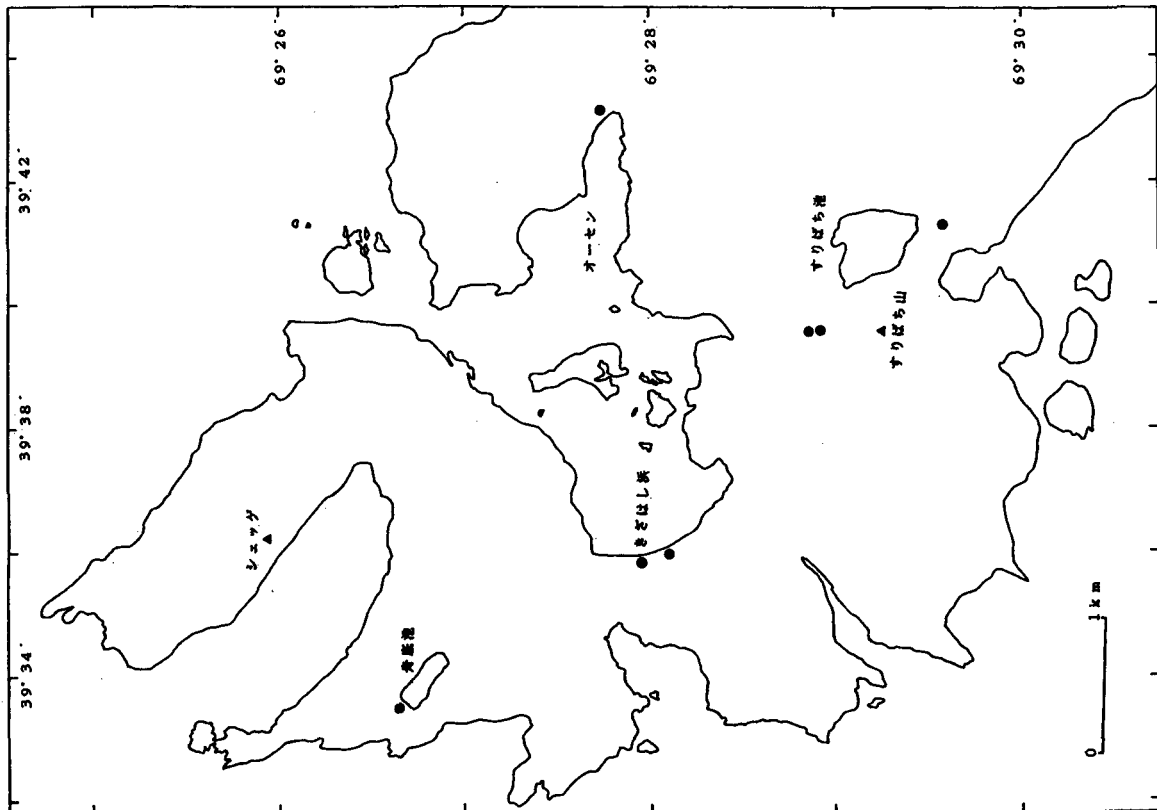 69°26′
69°28′
69°30′
39°42′
39°38′
39°34′
オーセン
すりばち池
すりばち山
シェッゲ
きざはし浜
舟底池
0
1km